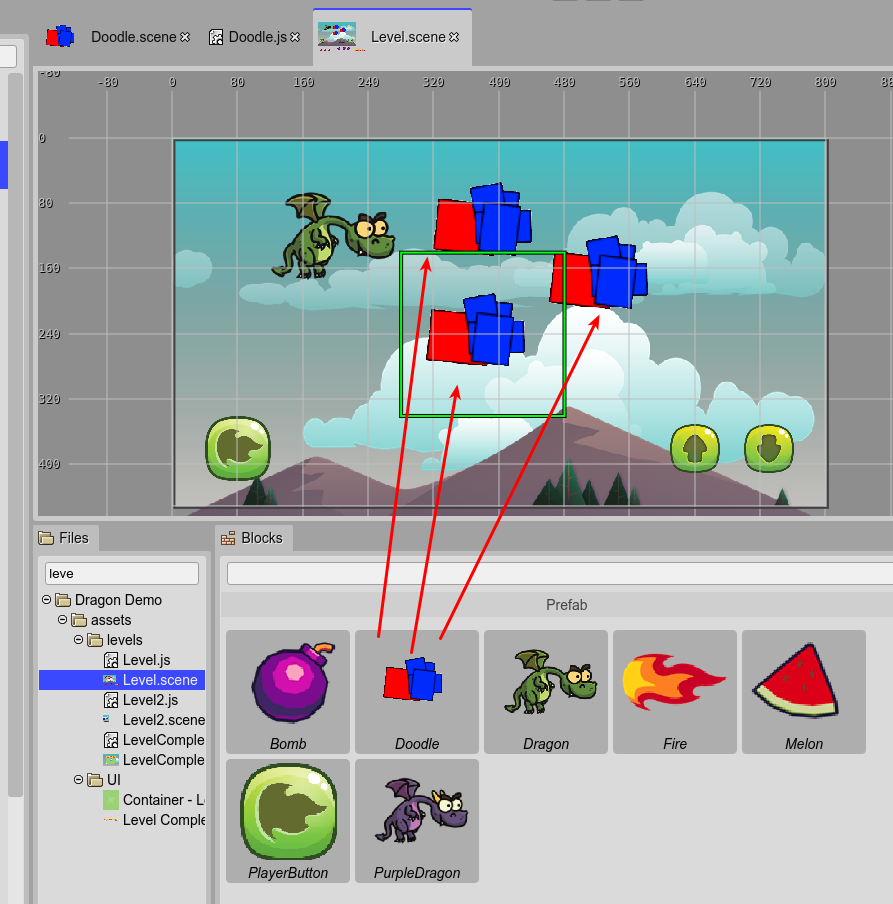 Doodle.scene
Doodle.js
Level.scene
-80 0 80 160 240 320 400 480 560 640 720 800
-80
0
80
160
240
320
400
Files
Blocks
leve
Prefab
Dragon Demo
assets
levels
Level.js
Level.scene
Level2.js
Level2.scene
LevelComple
LevelComple
UI
Container - L
Level Comple
Bomb
Doodle
Dragon
Fire
Melon
PlayerButton
PurpleDragon